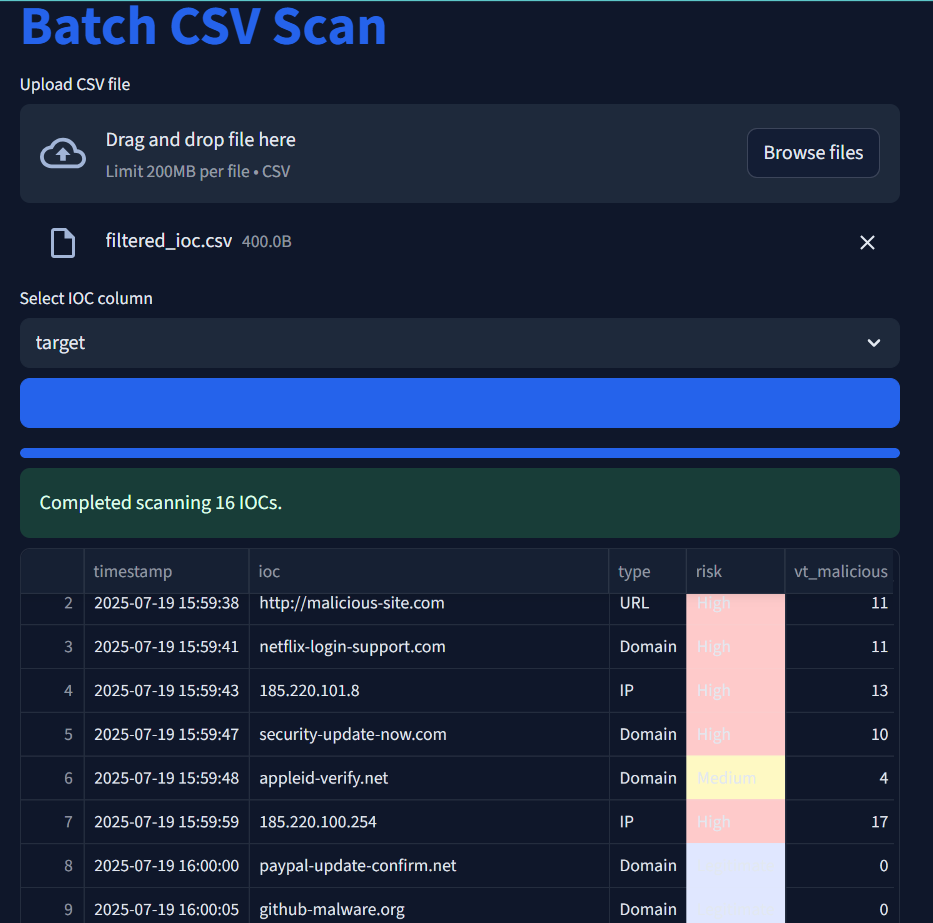 Batch CSV Scan
Upload CSV file
Drag and drop file here
Limit 200MB per file • CSV
Browse files
filtered_ioc.csv 400.0B
Select IOC column
target
Completed scanning 16 IOCs.
timestamp ioc type risk vt_malicious
2 2025-07-19 15:59:38 http://malicious-site.com URL High 11
3 2025-07-19 15:59:41 netflix-login-support.com Domain High 11
4 2025-07-19 15:59:43 185.220.101.8 IP High 13
5 2025-07-19 15:59:47 security-update-now.com Domain High 10
6 2025-07-19 15:59:48 appleid-verify.net Domain Medium 4
7 2025-07-19 15:59:59 185.220.100.254 IP High 17
8 2025-07-19 16:00:00 paypal-update-confirm.net Domain 0
9 2025-07-19 16:00:05 github-malware.org Domain 0